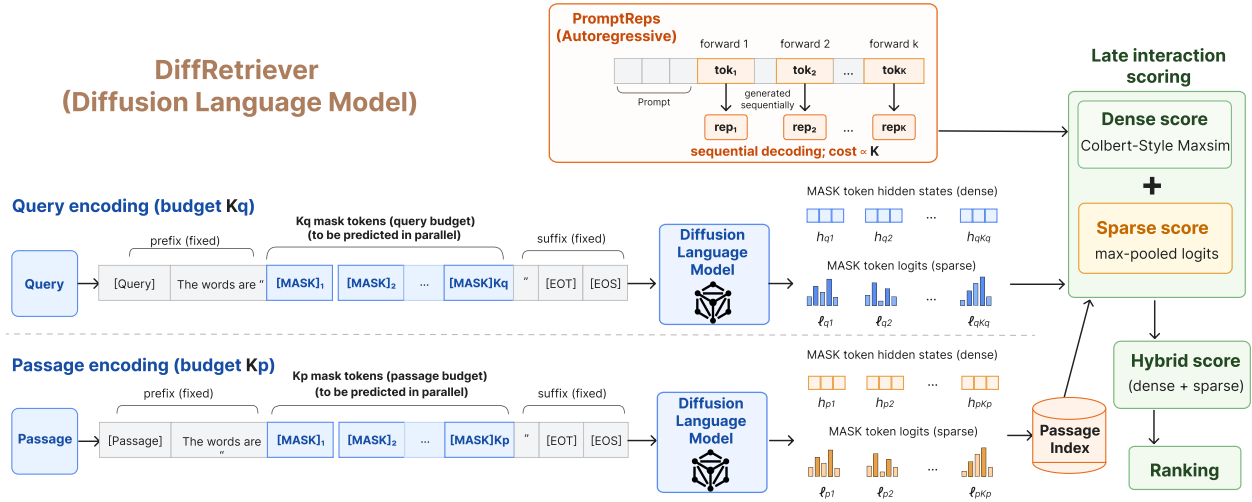 DiffRetriever
(Diffusion Language Model)
PromptReps
(Autoregressive)
forward 1
forward 2
forward k
tok₁
tok₂
...
tokK
Prompt
generated
sequentially
rep₁
rep₂
...
repK
sequential decoding; cost ∝ K
Late interaction
scoring
Dense score
Colbert-Style Maxsim
+
Sparse score
max-pooled logits
Query encoding (budget Kq)
prefix (fixed)
Kq mask tokens (query budget)
(to be predicted in parallel)
suffix (fixed)
Query
[Query]
The words are “
[MASK]₁
[MASK]₂
...
[MASK]Kq
”
[EOT]
[EOS]
Diffusion
Language
Model
MASK token hidden states (dense)
...
hq1
hq2
hqKq
MASK token logits (sparse)
...
ℓq1
ℓq2
ℓqKq
Passage encoding (budget Kp)
prefix (fixed)
Kp mask tokens (passage budget)
(to be predicted in parallel)
suffix (fixed)
Passage
[Passage]
The words are
“
[MASK]₁
[MASK]₂
...
[MASK]Kp
”
[EOT]
[EOS]
Diffusion
Language
Model
MASK token hidden states (dense)
...
hp1
hp2
hpKp
MASK token logits (sparse)
...
ℓp1
ℓp2
ℓpKp
Passage
Index
Hybrid score
(dense + sparse)
Ranking